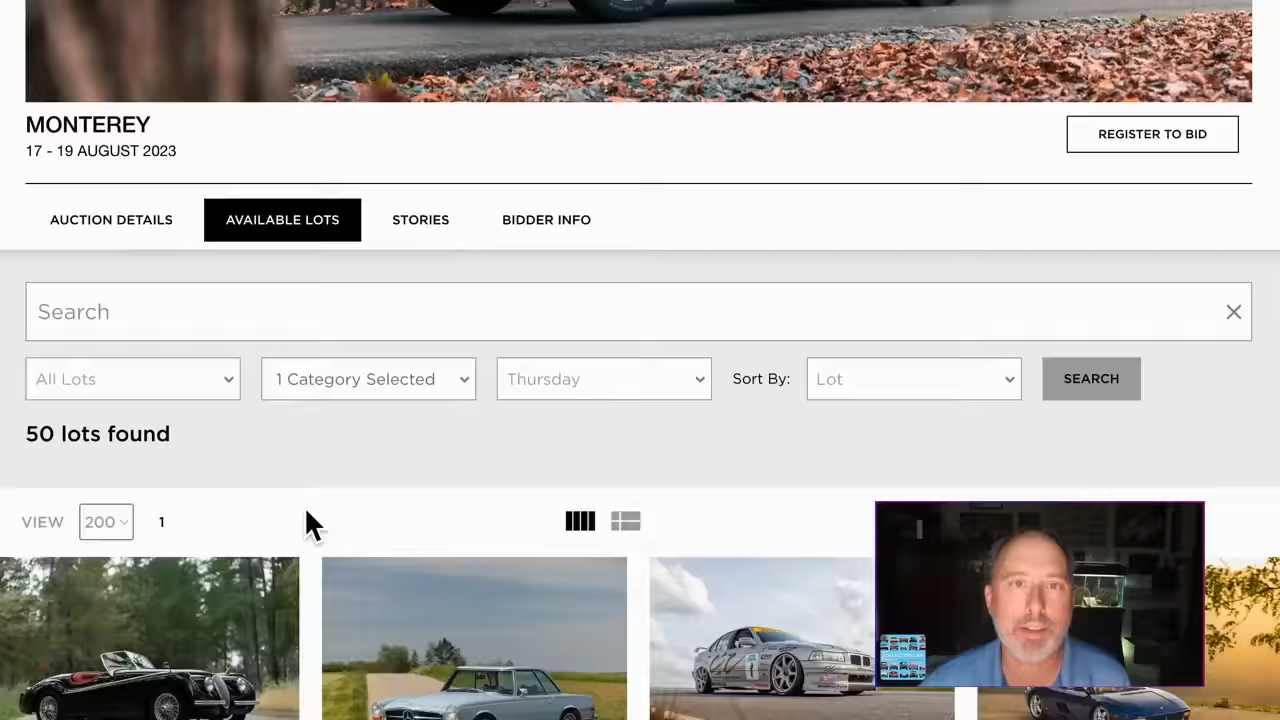 MONTEREY
17 - 19 AUGUST 2023
REGISTER TO BID
AUCTION DETAILS
AVAILABLE LOTS
STORIES
BIDDER INFO
Search
All Lots
1 Category Selected
Thursday
Sort By:
Lot
SEARCH
50 lots found
VIEW
200
1